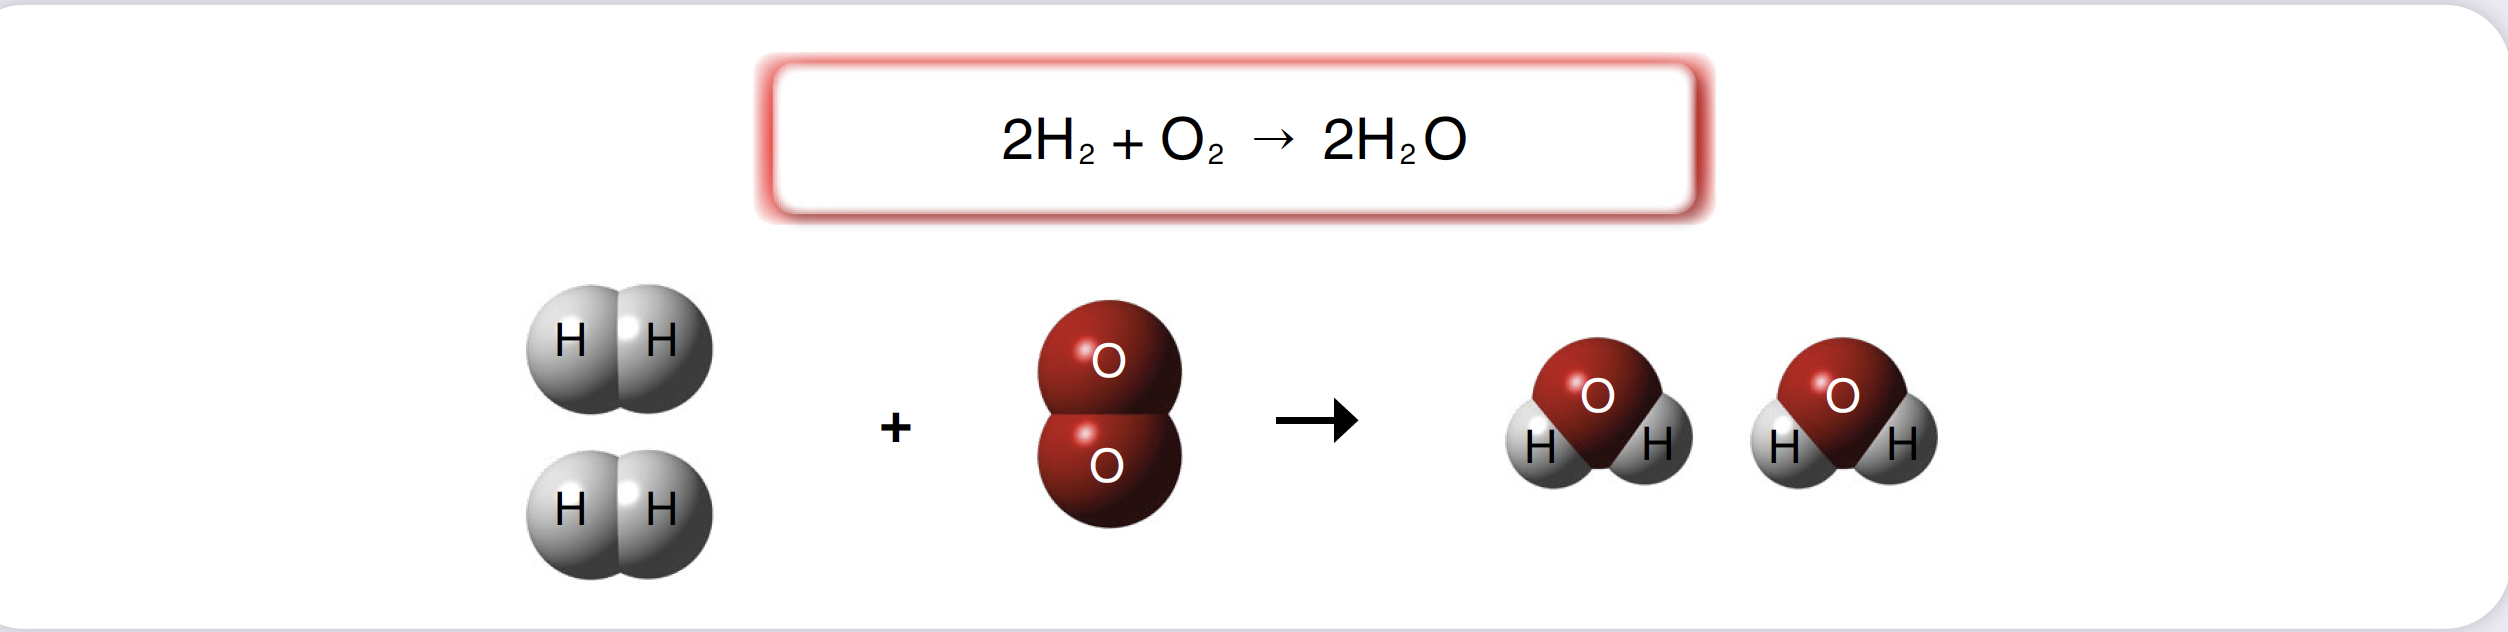 2H₂ + O₂ → 2H₂O
H H
O
O H H O H H
+ →
H H
O